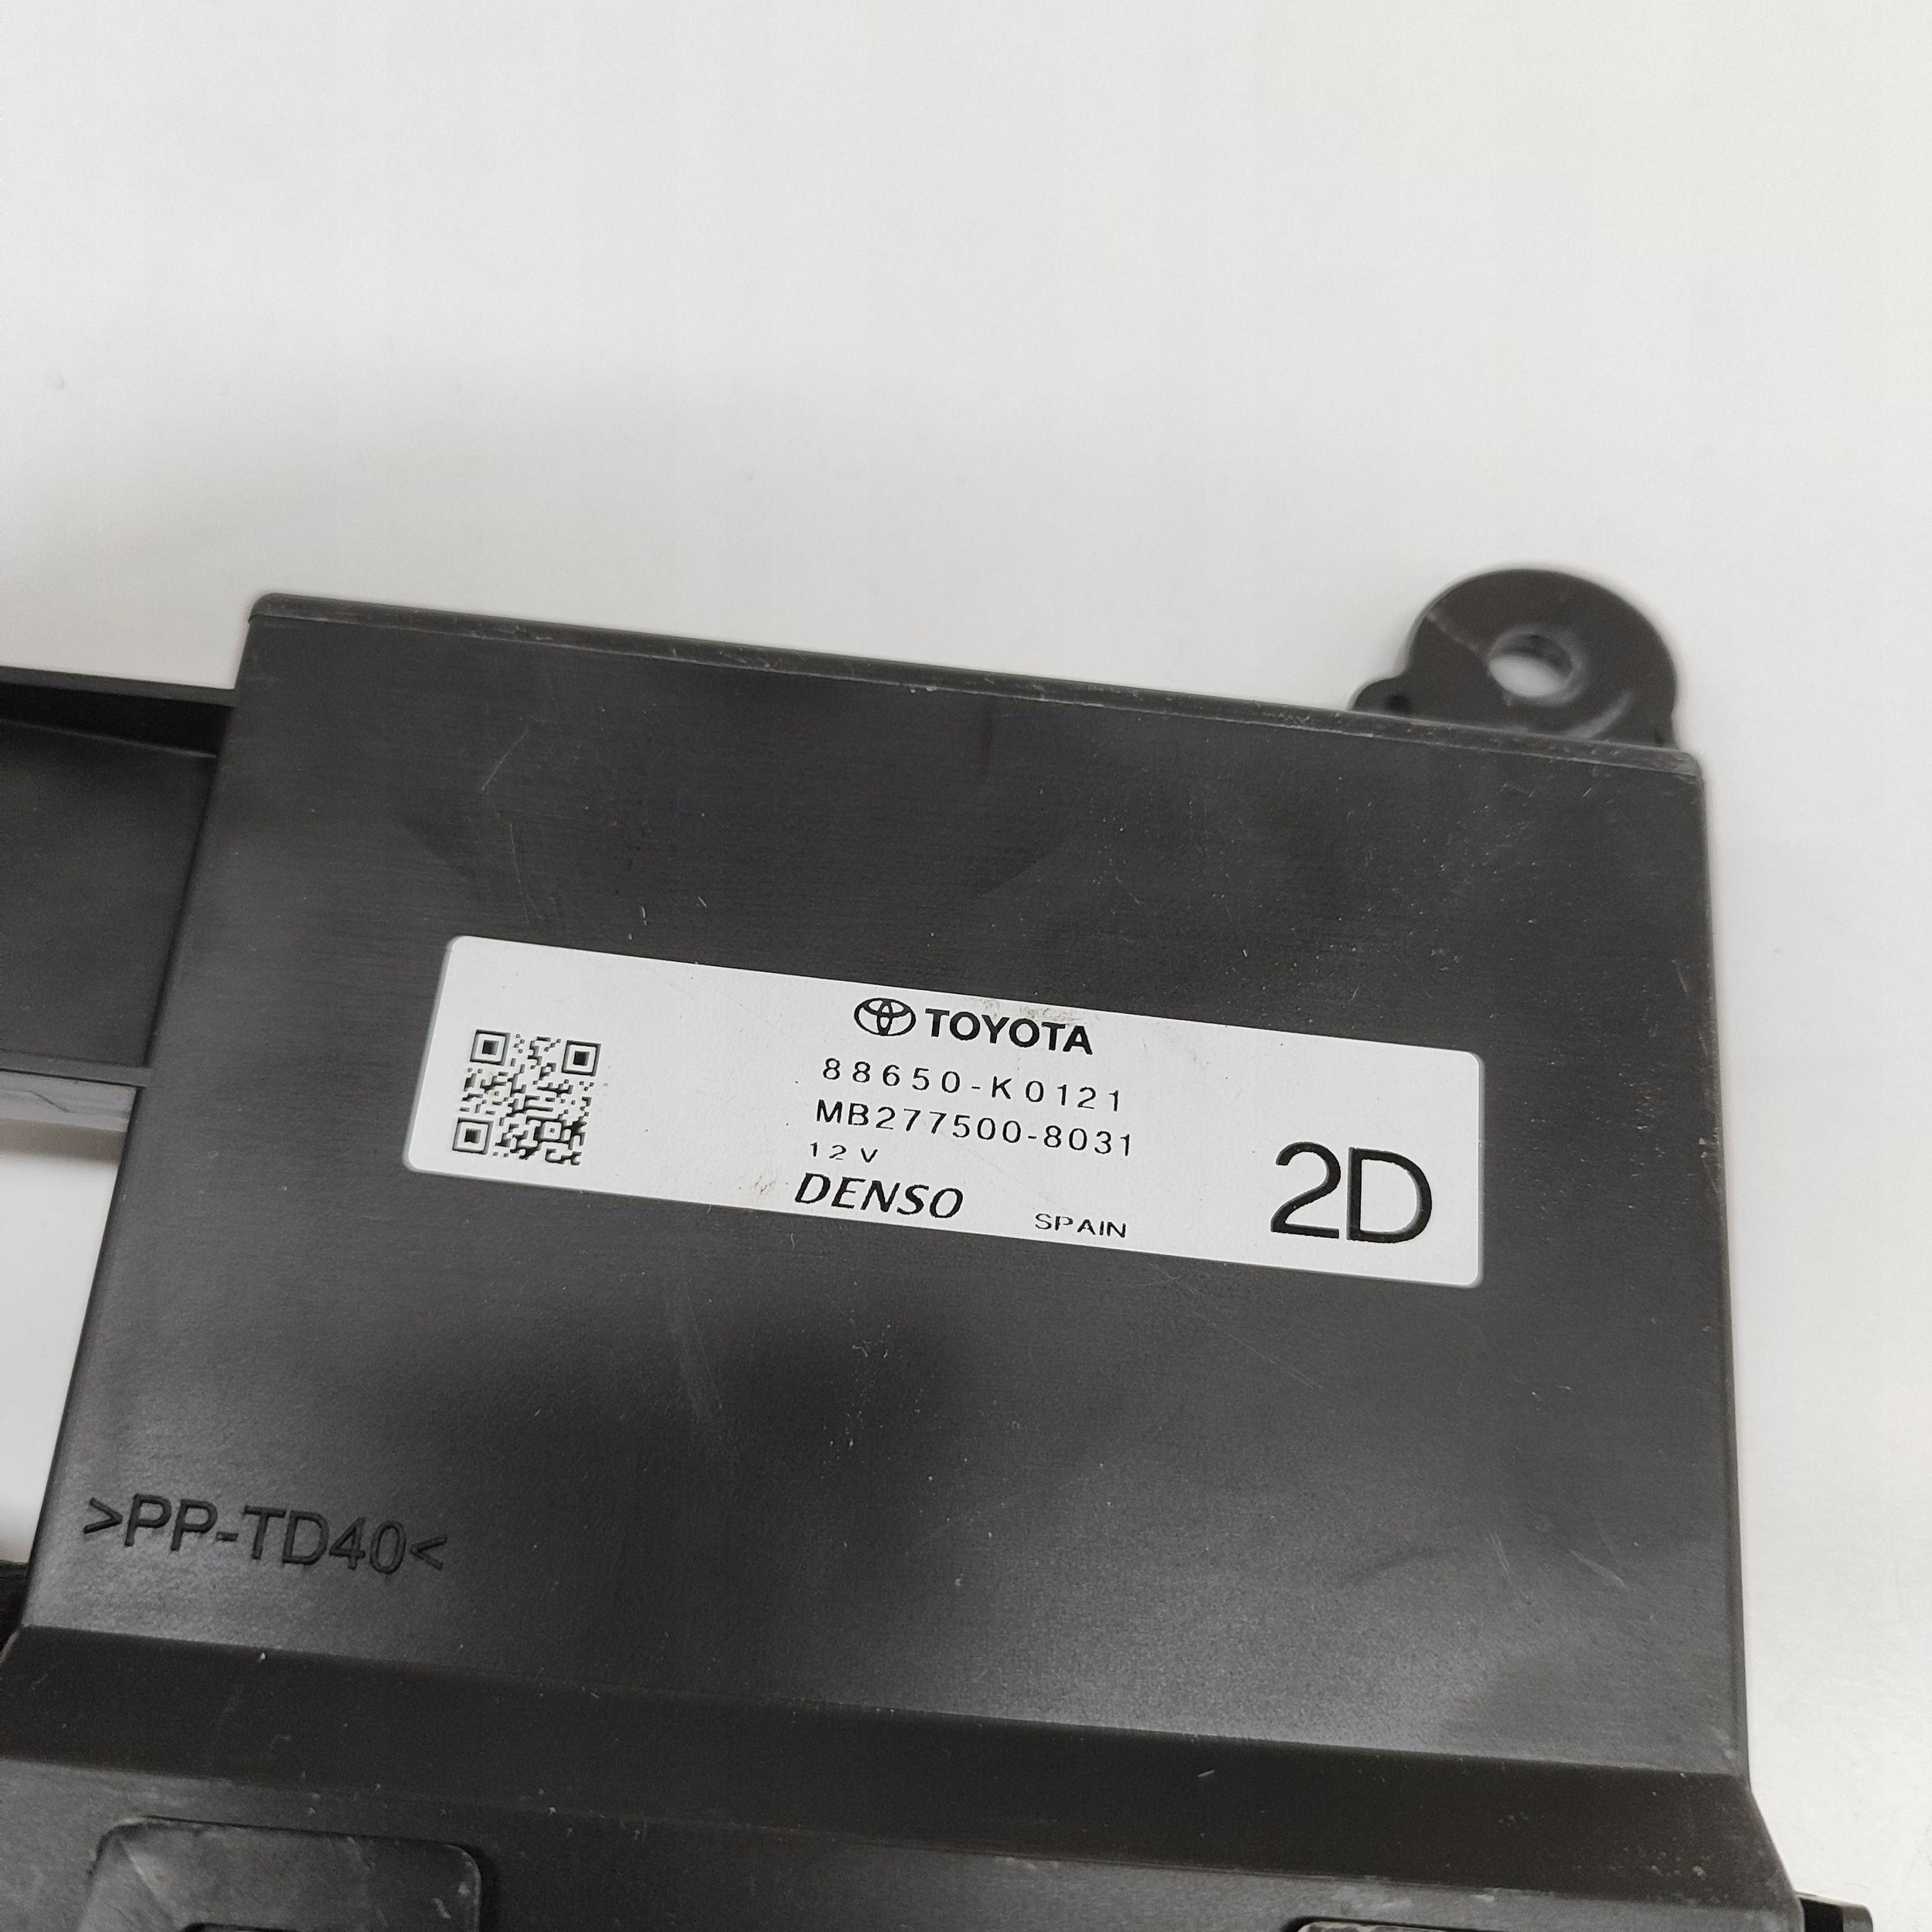 TOYOTA
88650-K0121
MB277500-8031
12V
DENSO SPAIN
2D
>PP-TD40<